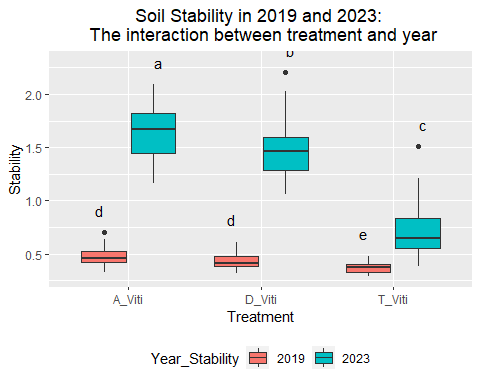 Soil Stability in 2019 and 2023:
The interaction between treatment and year
a
b
c
d
d
e
2.0
1.5
1.0
0.5
Stability
A_Viti D_Viti T_Viti
Treatment
Year_Stability 2019 2023